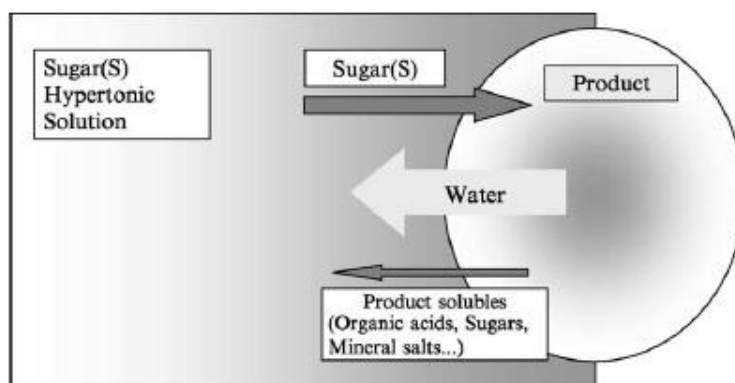 Sugar(S)
Hypertonic
Solution
Sugar(S)
Product
Water
Product solubles
(Organic acids, Sugars,
Mineral salts...)